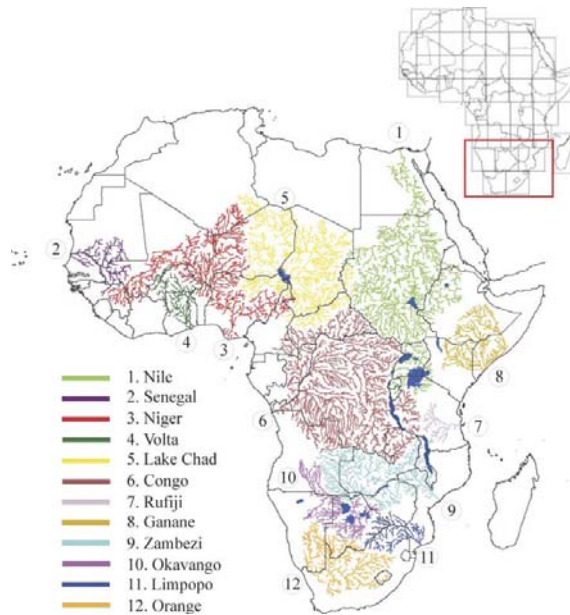 1
5
2
4
3
8
6
7
10
9
11
12
1. Nile
2. Senegal
3. Niger
4. Volta
5. Lake Chad
6. Congo
7. Rufiji
8. Ganane
9. Zambezi
10. Okavango
11. Limpopo
12. Orange